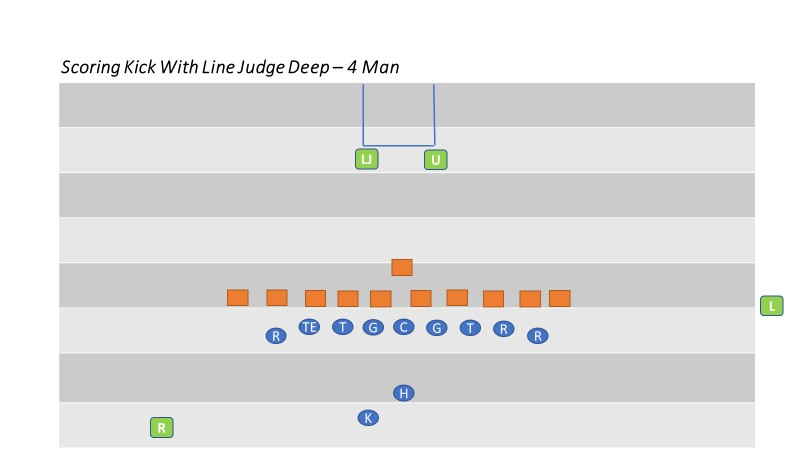 Scoring Kick With Line Judge Deep – 4 Man
LJ U
L
R TE T G C G T R R
H
K
R